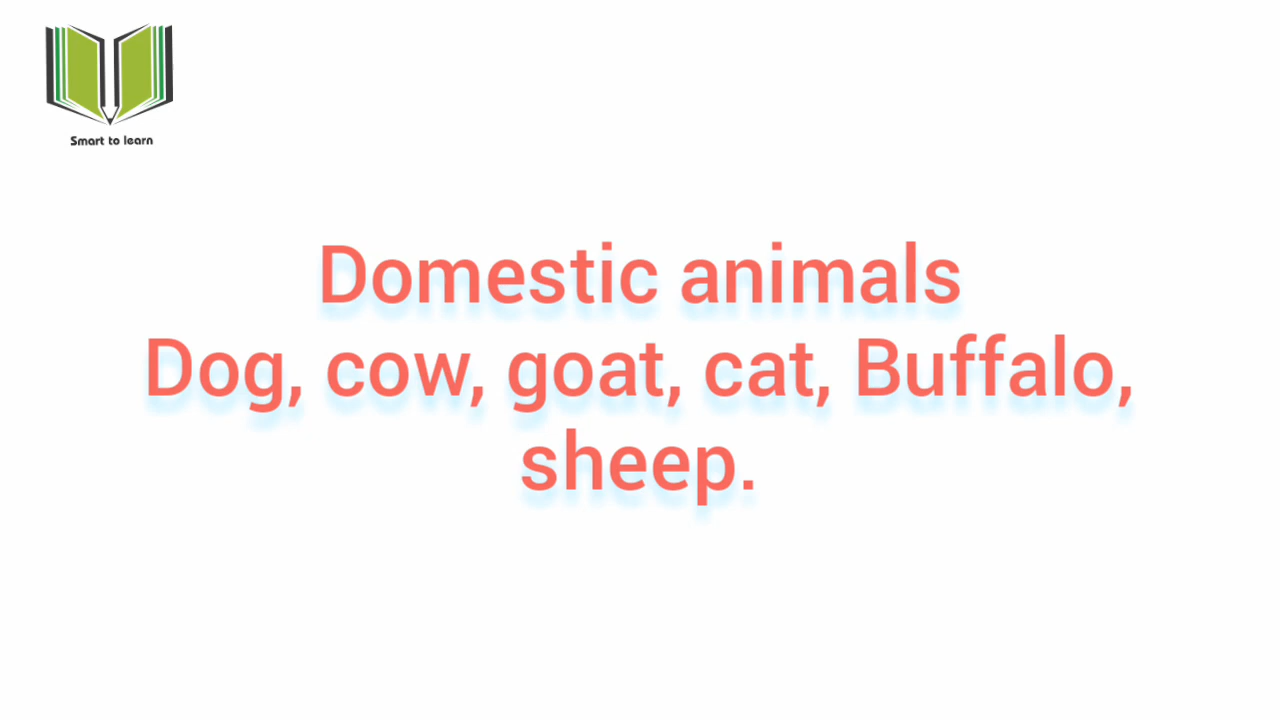 Smart to learn
Domestic animals
Dog, cow, goat, cat, Buffalo,
sheep.